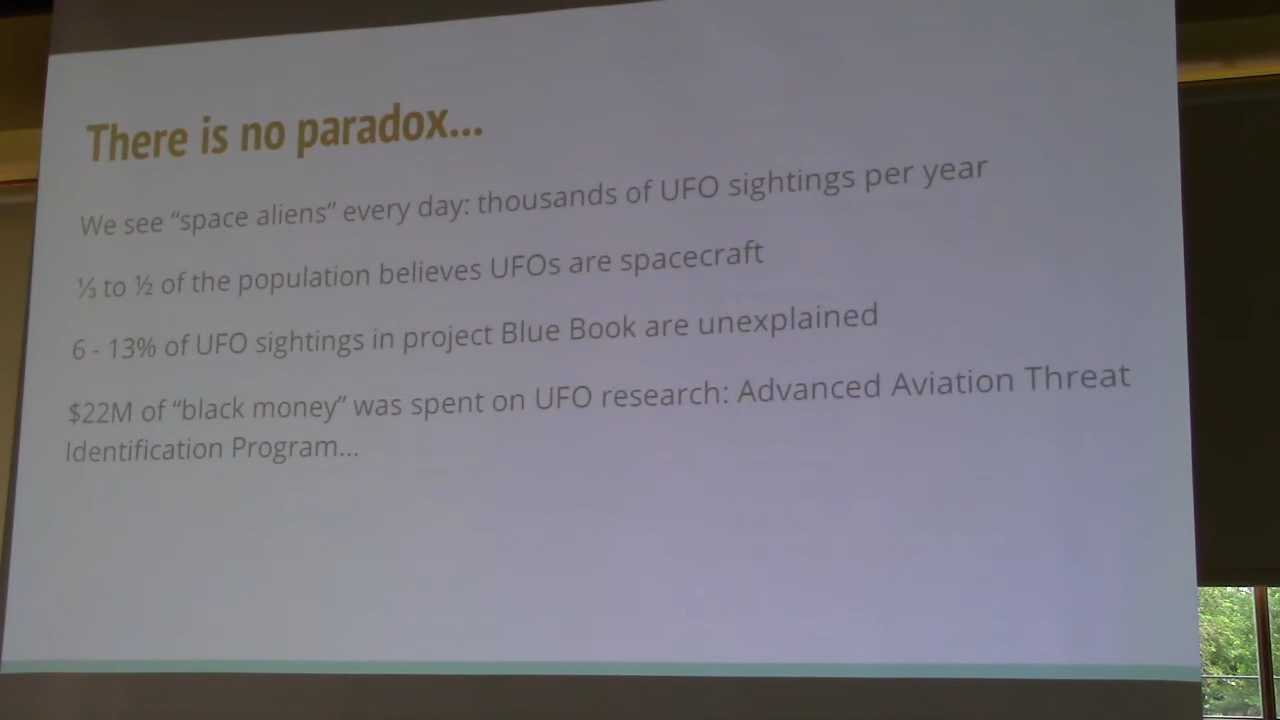 There is no paradox...
We see “space aliens” every day: thousands of UFO sightings per year
⅓ to ½ of the population believes UFOs are spacecraft
6 - 13% of UFO sightings in project Blue Book are unexplained
$22M of “black money” was spent on UFO research: Advanced Aviation Threat
Identification Program...